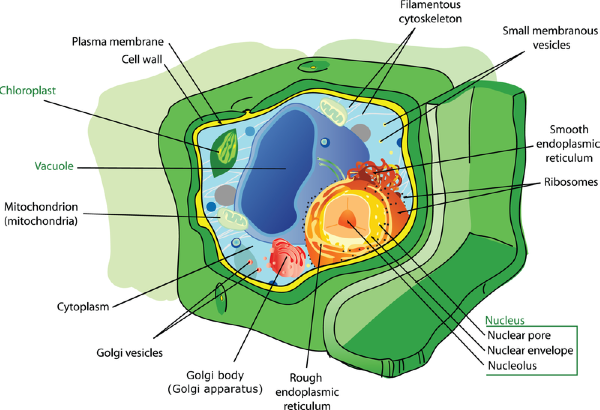 Filamentous
cytoskeleton
Small membranous
vesicles
Plasma membrane
Cell wall
Chloroplast
Smooth
endoplasmic
reticulum
Vacuole
Ribosomes
Mitochondrion
(mitochondria)
Cytoplasm
Golgi vesicles
Golgi body
(Golgi apparatus)
Rough
endoplasmic
reticulum
Nucleus
Nuclear pore
Nuclear envelope
Nucleolus